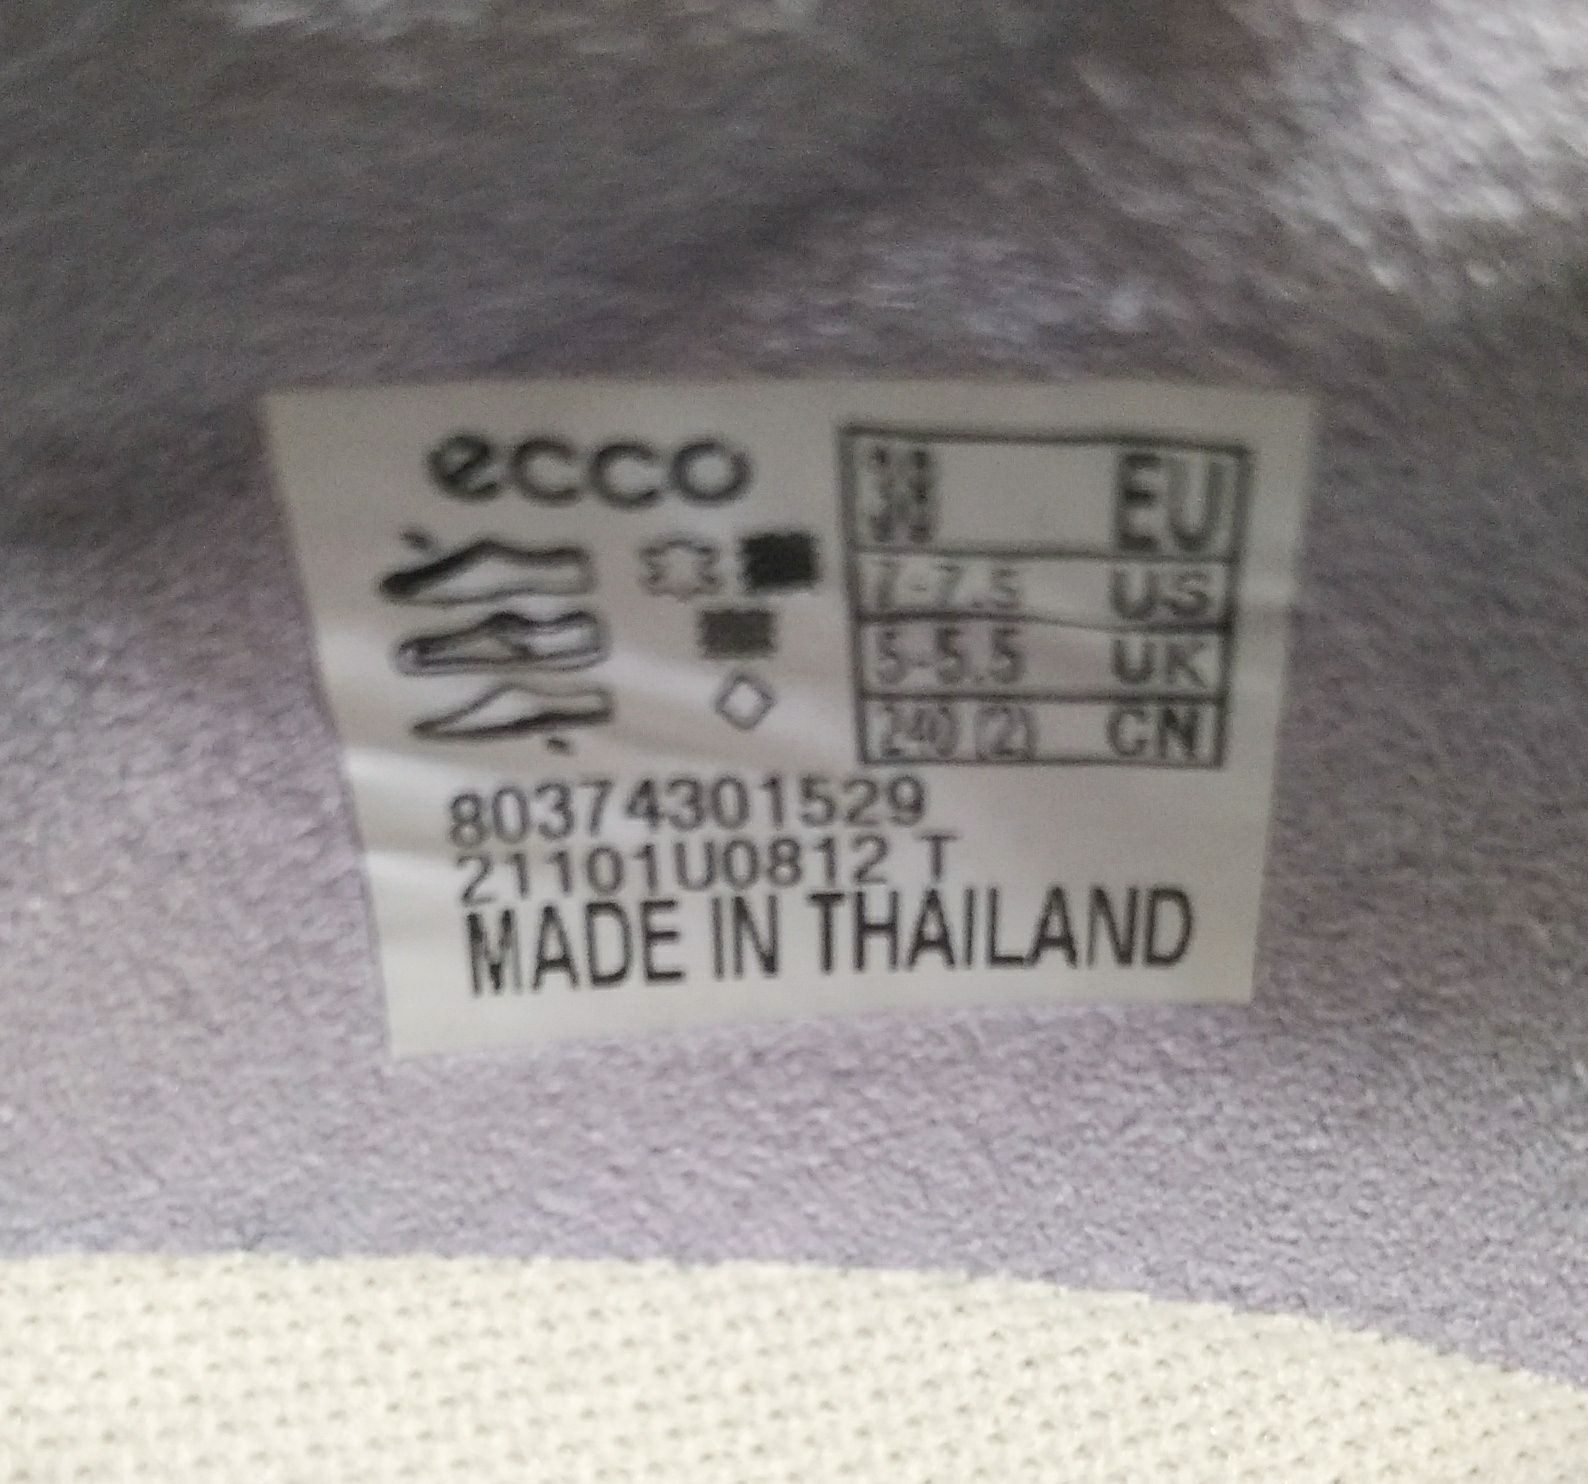 ecco
38 EU
7-7.5 US
5-5.5 UK
240 (2) CN
80374301529
21101U0812 T
MADE IN THAILAND